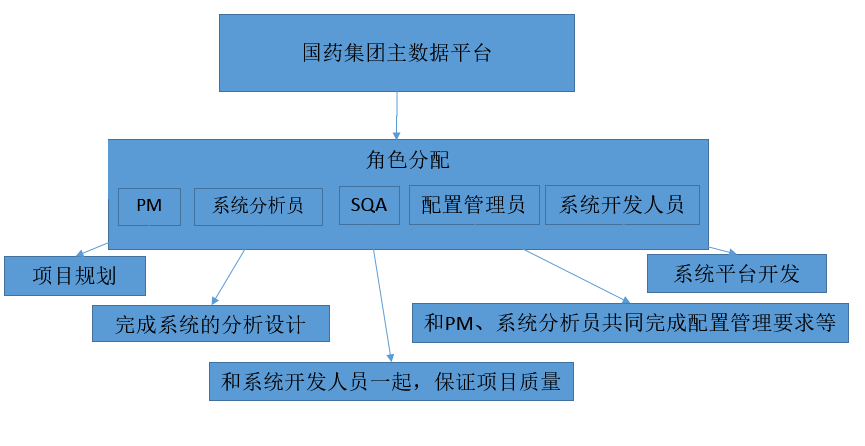 国药集团主数据平台
角色分配
PM
系统分析员
SQA
配置管理员
系统开发人员
项目规划
系统平台开发
完成系统的分析设计
和PM、系统分析员共同完成配置管理要求等
和系统开发人员一起，保证项目质量